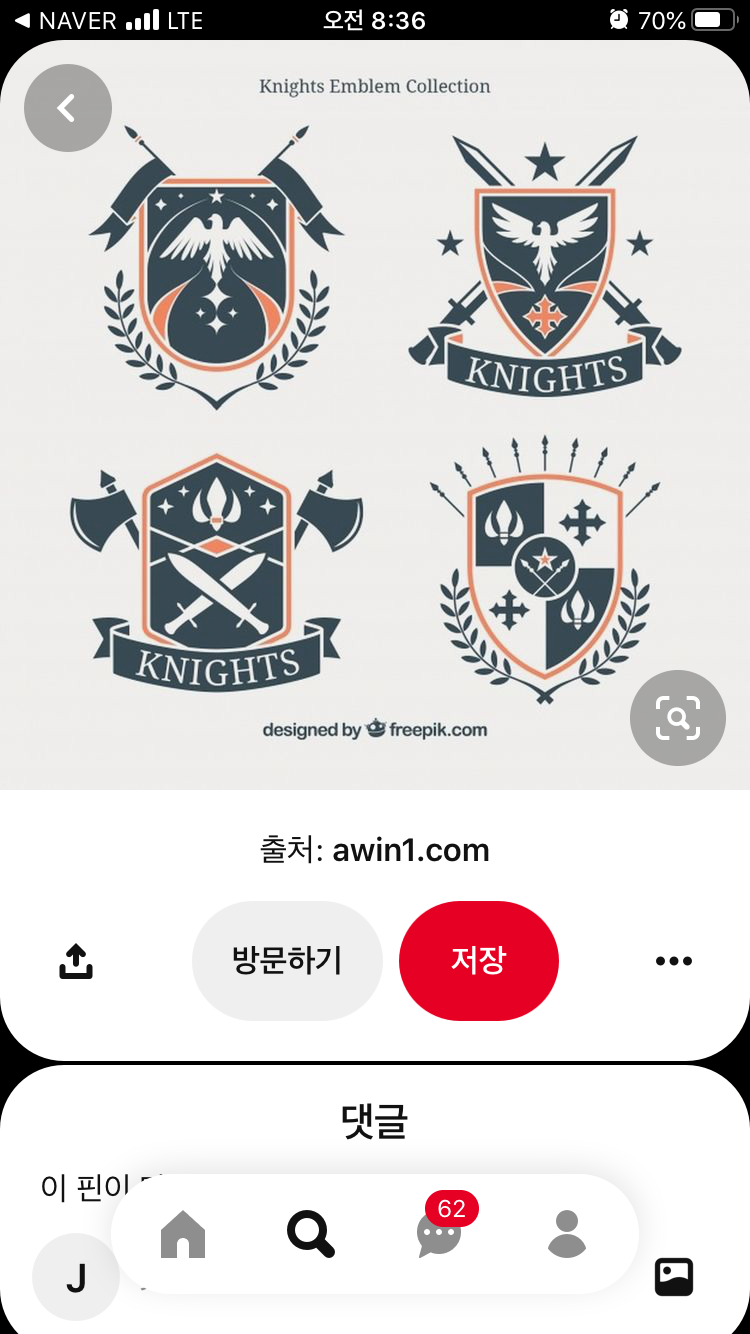 NAVER LTE 오전 8:36 70%
Knights Emblem Collection
KNIGHTS
KNIGHTS
designed by freepik.com
출처: awin1.com
방문하기 저장
댓글
이 핀이
62
J